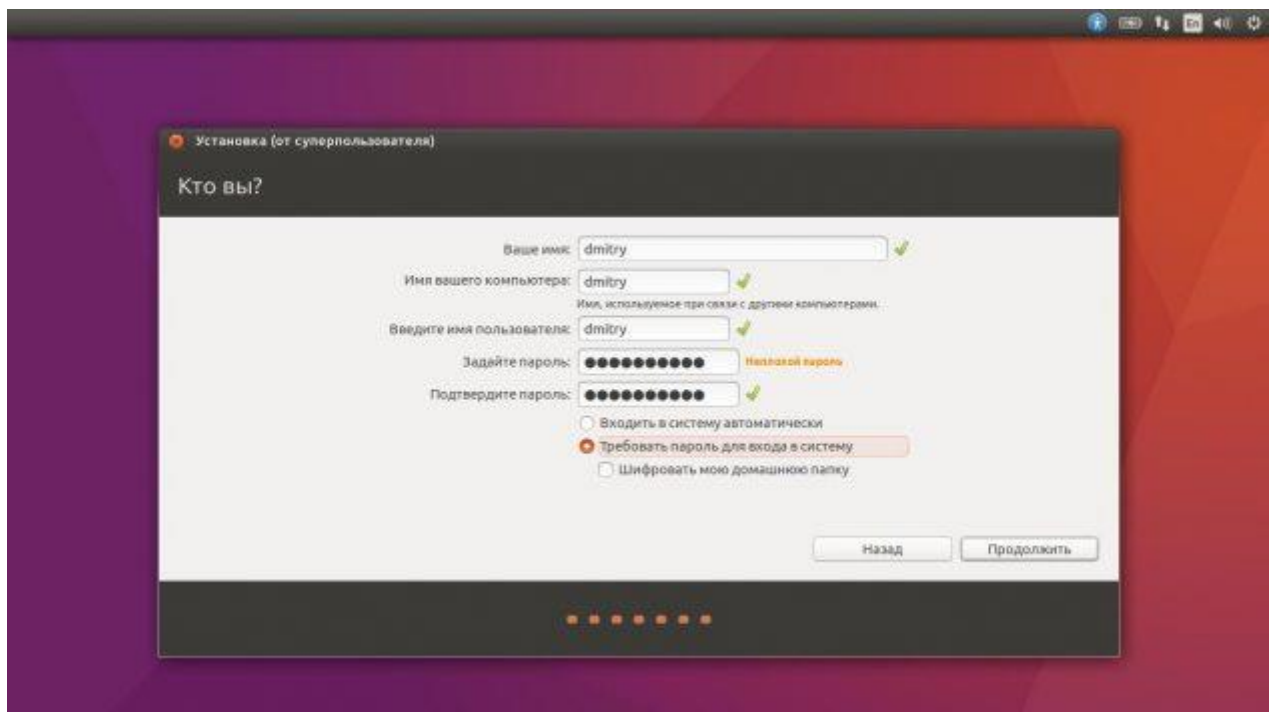 En
Установка (от суперпользователя)
Кто вы?
Ваше имя: dmitry
Имя вашего компьютера: dmitry
Имя, используемое при связи с другими компьютерами.
Введите имя пользователя: dmitry
Задайте пароль: ●●●●●●●●●● Неплохой пароль
Подтвердите пароль: ●●●●●●●●●●
Входить в систему автоматически
Требовать пароль для входа в систему
Шифровать мою домашнюю папку
Назад Продолжить